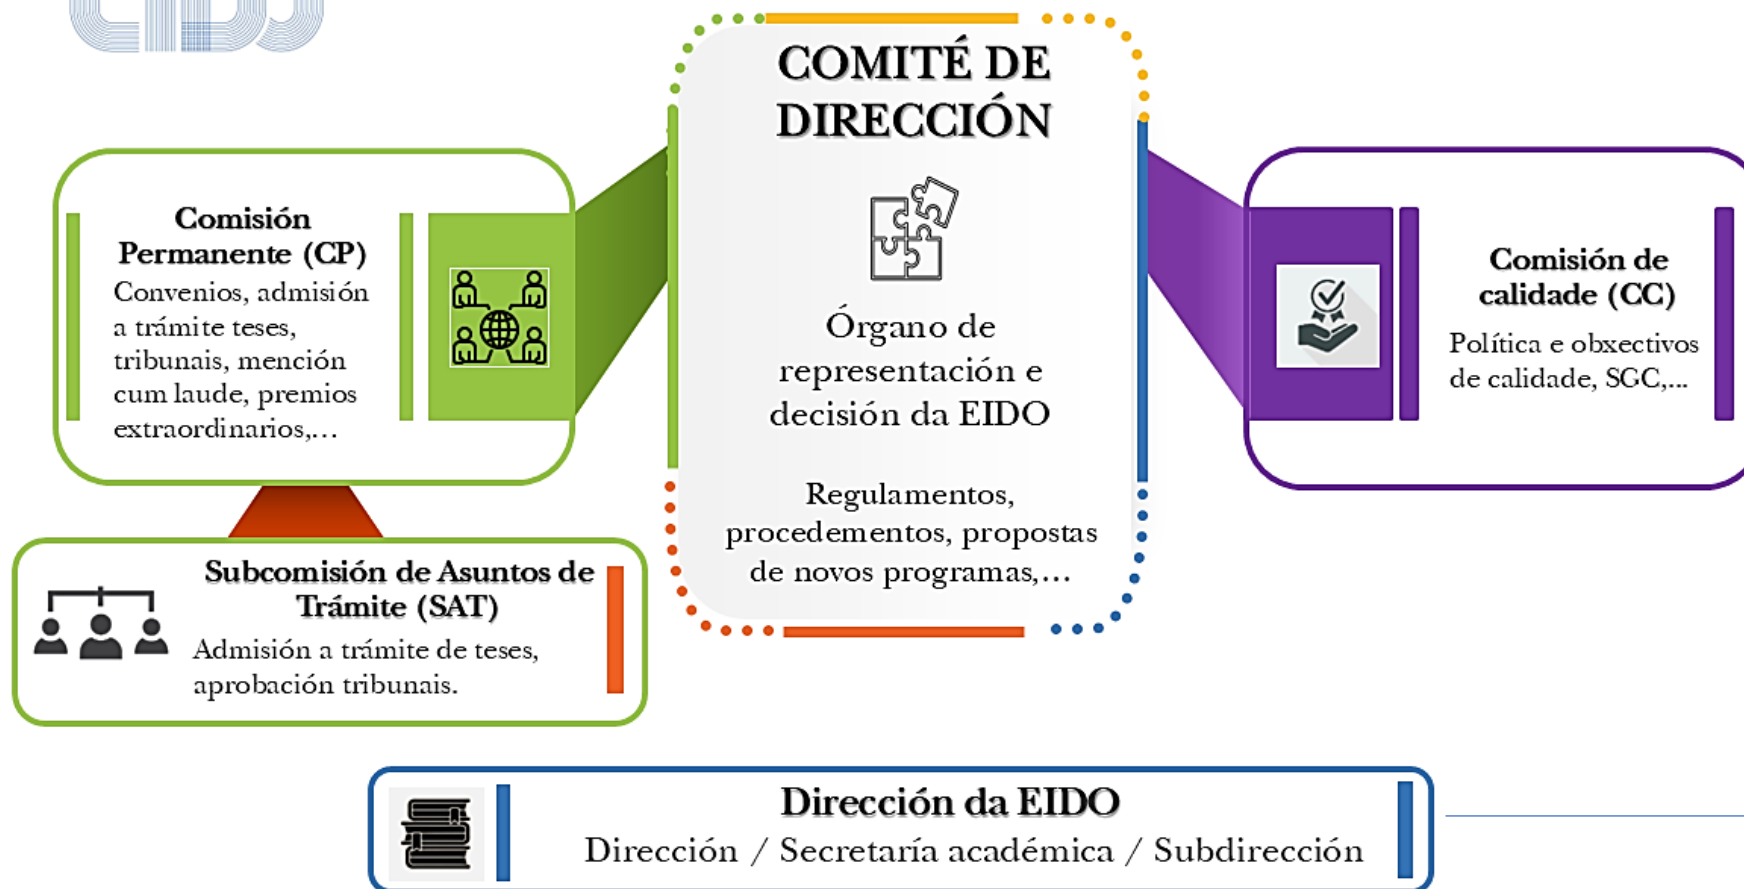 COMITÉ DE
DIRECCIÓN
Órgano de
representación e
decisión da EIDO
Regulamentos,
procedementos, propostas
de novos programas,...
Comisión
Permanente (CP)
Convenios, admisión
a trámite teses,
tribunais, mención
cum laude, premios
extraordinarios,...
Comisión de
calidade (CC)
Política e obxectivos
de calidade, SGC,...
Subcomisión de Asuntos de
Trámite (SAT)
Admisión a trámite de teses,
aprobación tribunais.
Dirección da EIDO
Dirección / Secretaría académica / Subdirección